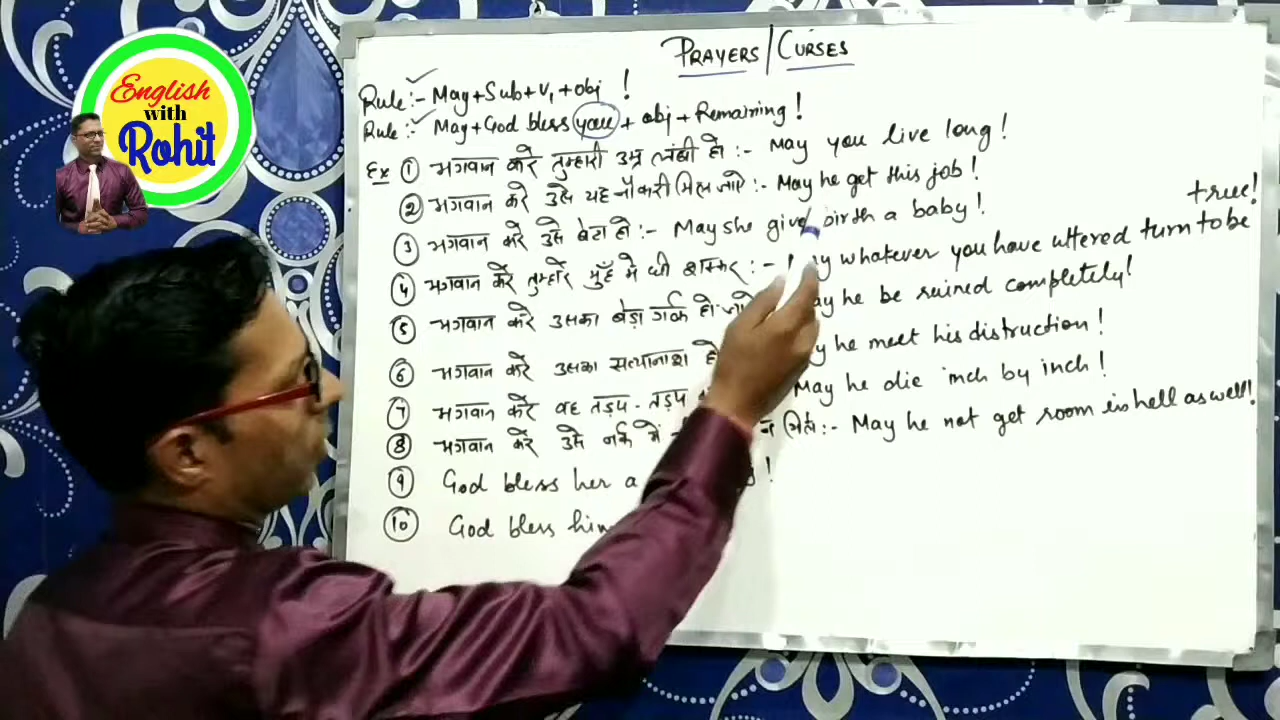 English
with
Rohit
PRAYERS/CURSES
Rule:- May+Sub+V1+obj !
Rule:- May+God bless you + obj + Remaining !
Ex ① भगवान करे तुम्हारी उम्र लंबी हो :- May you live long !
② भगवान करे उसे यह नौकरी मिल जाऐ :- May he get this job !
③ भगवान करे उसे बेटा हो :- May she give birth a baby !
④ भगवान करे तुम्हारे मुँह में घी शक्कर :- whatever you have uttered turn to be true !
⑤ भगवान करे उसका बेड़ा गर्क हो he be ruined completely !
⑥ भगवान करे उसका सत्यानाश he meet his distruction !
⑦ भगवान करे वह तड़प - तड़प May he die inch by inch !
⑧ भगवान करे उसे नर्क में न मिले :- May he not get room in hell as well !
⑨ God bless her a !
⑩ God bless him